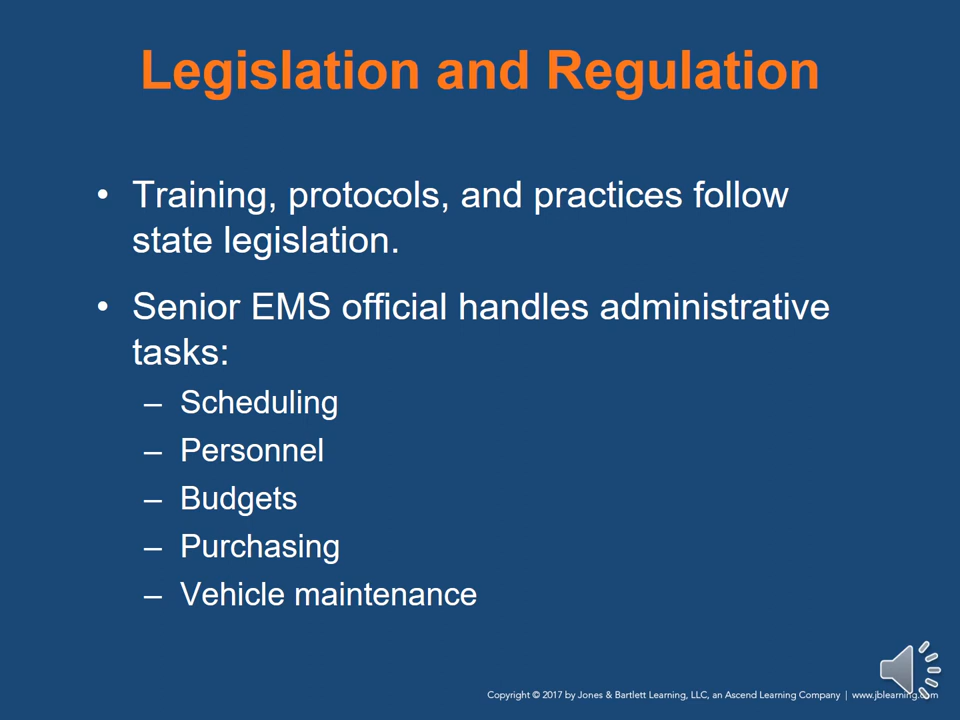 Legislation and Regulation
• Training, protocols, and practices follow
state legislation.
• Senior EMS official handles administrative
tasks:
– Scheduling
– Personnel
– Budgets
– Purchasing
– Vehicle maintenance
Copyright © 2017 by Jones & Bartlett Learning, LLC, an Ascend Learning Company | www.jblearning.com